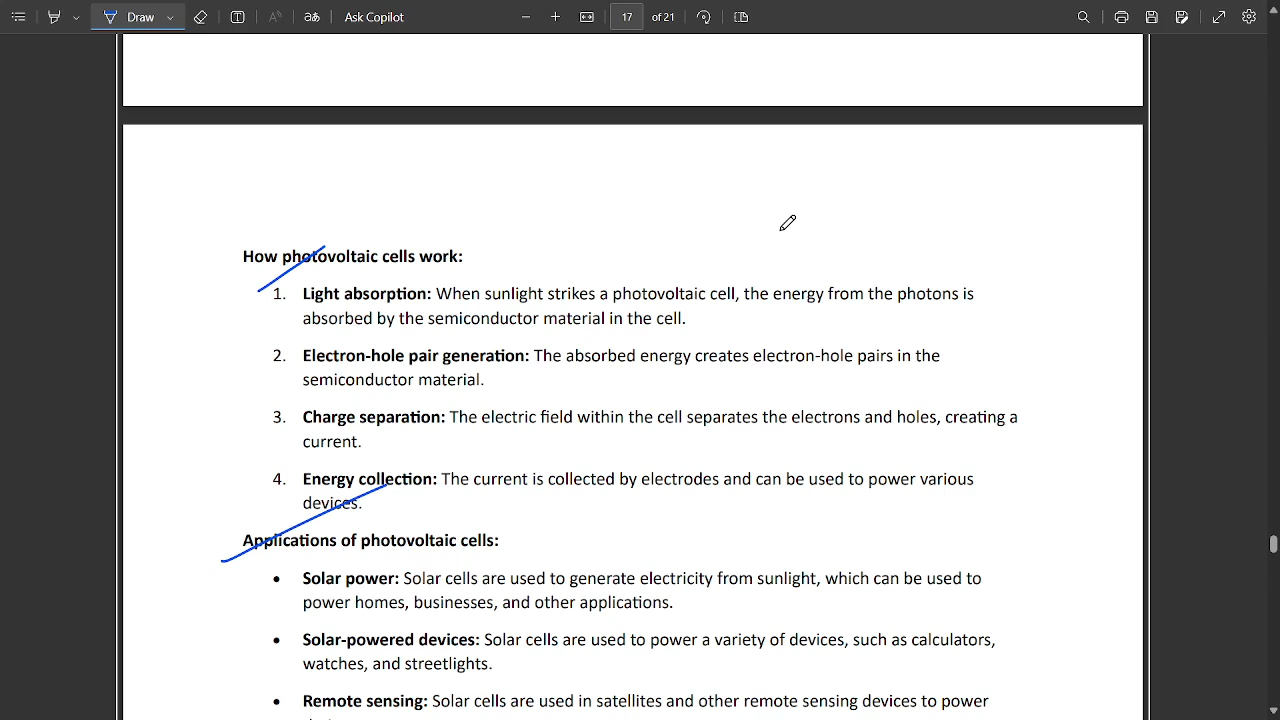 Draw
Ask Copilot
17 of 21
How photovoltaic cells work:
1. Light absorption: When sunlight strikes a photovoltaic cell, the energy from the photons is
absorbed by the semiconductor material in the cell.
2. Electron-hole pair generation: The absorbed energy creates electron-hole pairs in the
semiconductor material.
3. Charge separation: The electric field within the cell separates the electrons and holes, creating a
current.
4. Energy collection: The current is collected by electrodes and can be used to power various
devices.
Applications of photovoltaic cells:
• Solar power: Solar cells are used to generate electricity from sunlight, which can be used to
power homes, businesses, and other applications.
• Solar-powered devices: Solar cells are used to power a variety of devices, such as calculators,
watches, and streetlights.
• Remote sensing: Solar cells are used in satellites and other remote sensing devices to power